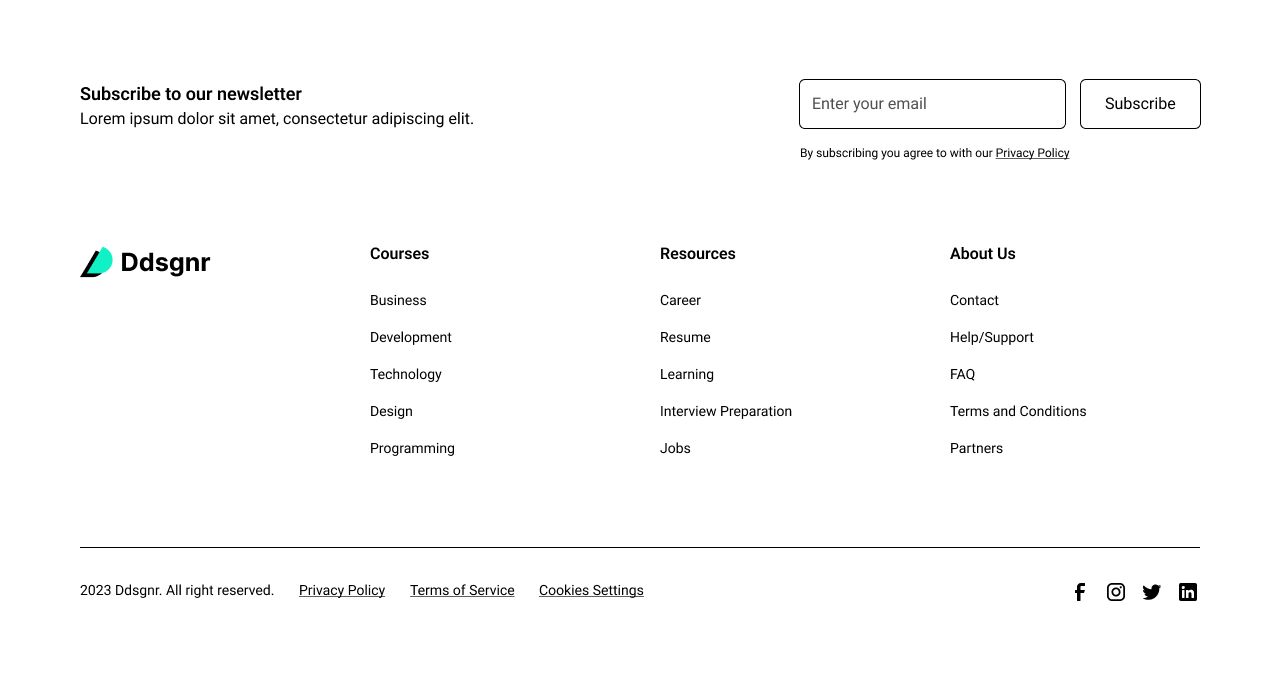 Subscribe to our newsletter
Lorem ipsum dolor sit amet, consectetur adipiscing elit.
Enter your email
Subscribe
By subscribing you agree to with our Privacy Policy
Ddsgnr
Courses
Business
Development
Technology
Design
Programming
Resources
Career
Resume
Learning
Interview Preparation
Jobs
About Us
Contact
Help/Support
FAQ
Terms and Conditions
Partners
2023 Ddsgnr. All right reserved.
Privacy Policy
Terms of Service
Cookies Settings